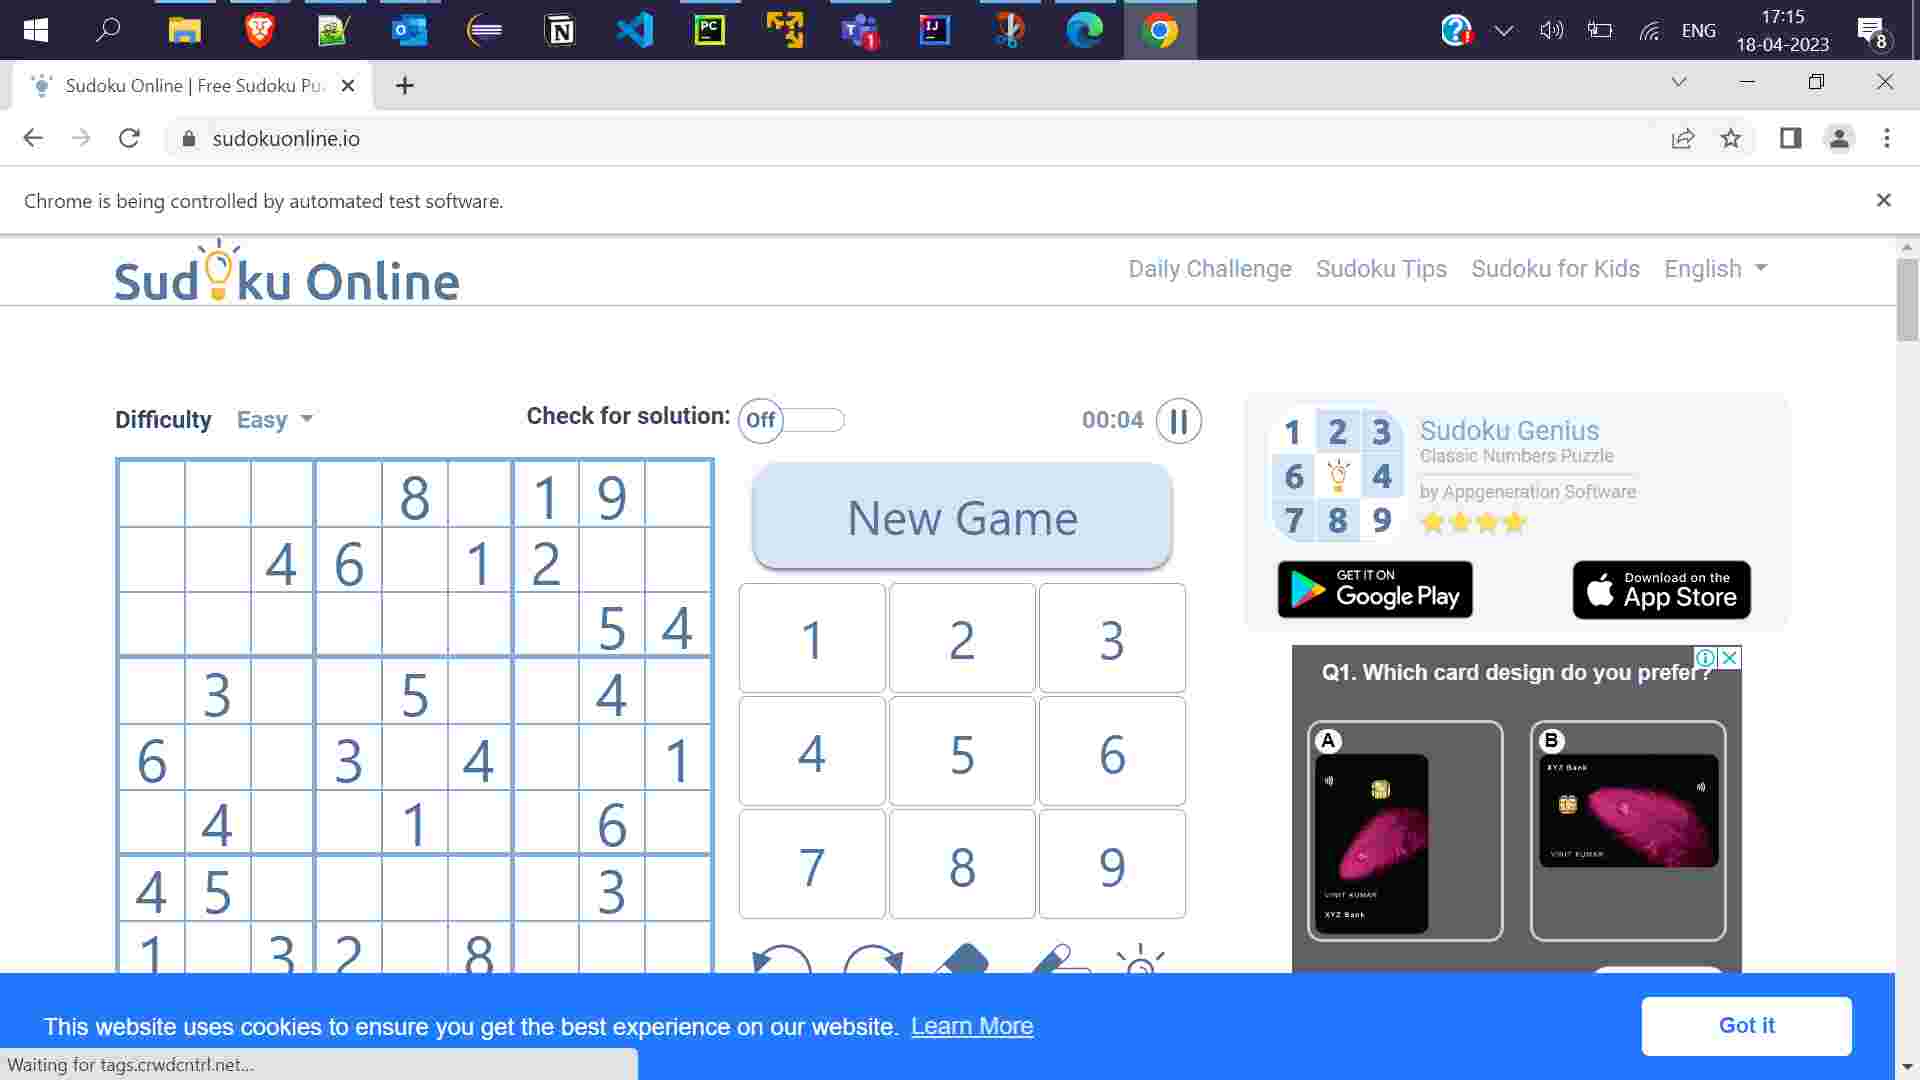 ENG
17:15
18-04-2023
8
PC
1
IJ
Sudoku Online | Free Sudoku Pu
sudokuonline.io
Chrome is being controlled by automated test software.
Sudoku Online
Daily Challenge Sudoku Tips Sudoku for Kids English
Difficulty Easy
Check for solution: Off
00:04
8 1 9
4 6 1 2
5 4
3 5 4
6 3 4 1
4 1 6
4 5 3
1 3 2 8
New Game
1 2 3
4 5 6
7 8 9
1 2 3
6 4
7 8 9
Sudoku Genius
Classic Numbers Puzzle
by Appgeneration Software
GET IT ON
Google Play
Download on the
App Store
Q1. Which card design do you prefer?
A
VINIT KUMAR
XYZ Bank
B
XYZ Bank
VINIT KUMAR
This website uses cookies to ensure you get the best experience on our website. Learn More
Got it
Waiting for tags.crwdcntrl.net...